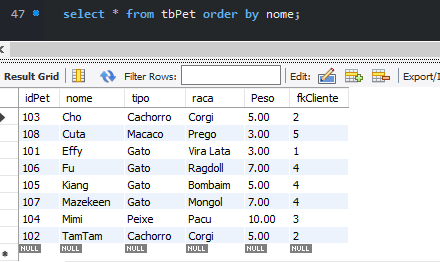 47 select * from tbPet order by nome;
Result Grid Filter Rows: Edit: Export/I
idPet nome tipo raca Peso fkCliente
103 Cho Cachorro Corgi 5.00 2
108 Cuta Macaco Prego 3.00 5
101 Effy Gato Vira Lata 3.00 1
106 Fu Gato Ragdoll 7.00 4
105 Kiang Gato Bombaim 5.00 4
107 Mazekeen Gato Mongol 7.00 4
104 Mimi Peixe Pacu 10.00 3
102 TamTam Cachorro Corgi 5.00 2
NULL NULL NULL NULL NULL NULL